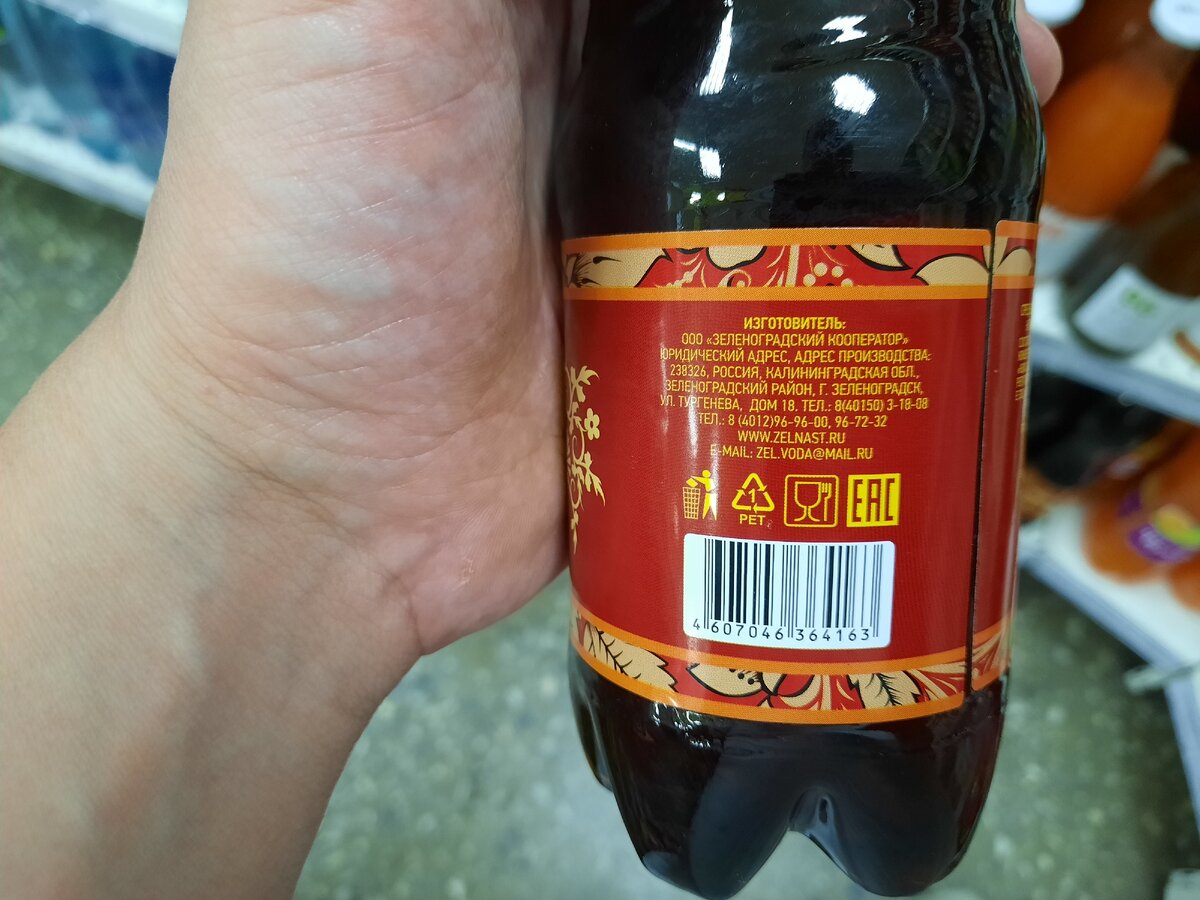 ИЗГОТОВИТЕЛЬ:
ООО «ЗЕЛЕНОГРАДСКИЙ КООПЕРАТОР»
ЮРИДИЧЕСКИЙ АДРЕС, АДРЕС ПРОИЗВОДСТВА:
238326, РОССИЯ, КАЛИНИНГРАДСКАЯ ОБЛ.,
ЗЕЛЕНОГРАДСКИЙ РАЙОН, Г. ЗЕЛЕНОГРАДСК,
УЛ. ТУРГЕНЕВА, ДОМ 18. ТЕЛ.: 8(40150) 3-18-08
ТЕЛ.: 8 (4012)96-96-00, 96-72-32
WWW.ZELNAST.RU
E-MAIL: ZEL.VODA@MAIL.RU
1
PET
EAC
4 607046 364163